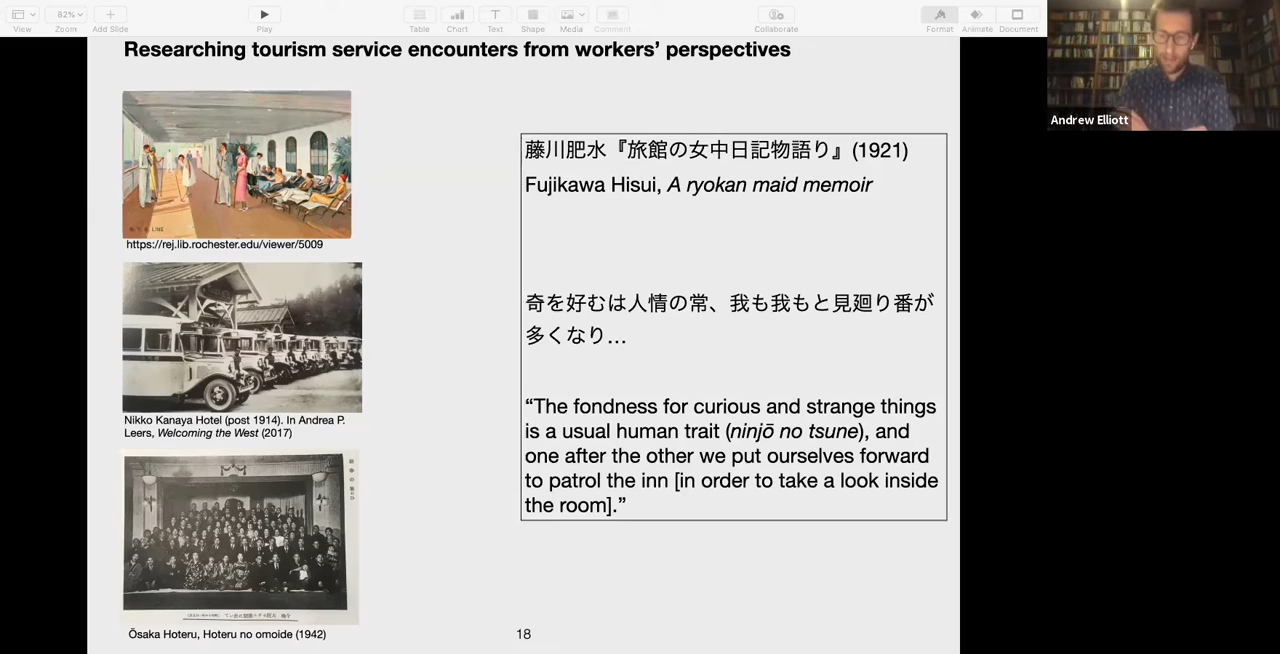 View
82%
Zoom
Add Slide
Play
Table
Chart
Text
Shape
Media
Comment
Collaborate
Format
Animate
Document
Andrew Elliott
Researching tourism service encounters from workers’ perspectives
N. Y. K. LINE
https://rej.lib.rochester.edu/viewer/5009
Nikko Kanaya Hotel (post 1914). In Andrea P.
Leers, Welcoming the West (2017)
Ōsaka Hoteru, Hoteru no omoide (1942)
藤川肥水『旅館の女中日記物語り』(1921)
Fujikawa Hisui, A ryokan maid memoir
奇を好むは人情の常、我も我もと見廻り番が
多くなり…
“The fondness for curious and strange things
is a usual human trait (ninjō no tsune), and
one after the other we put ourselves forward
to patrol the inn [in order to take a look inside
the room].”
18